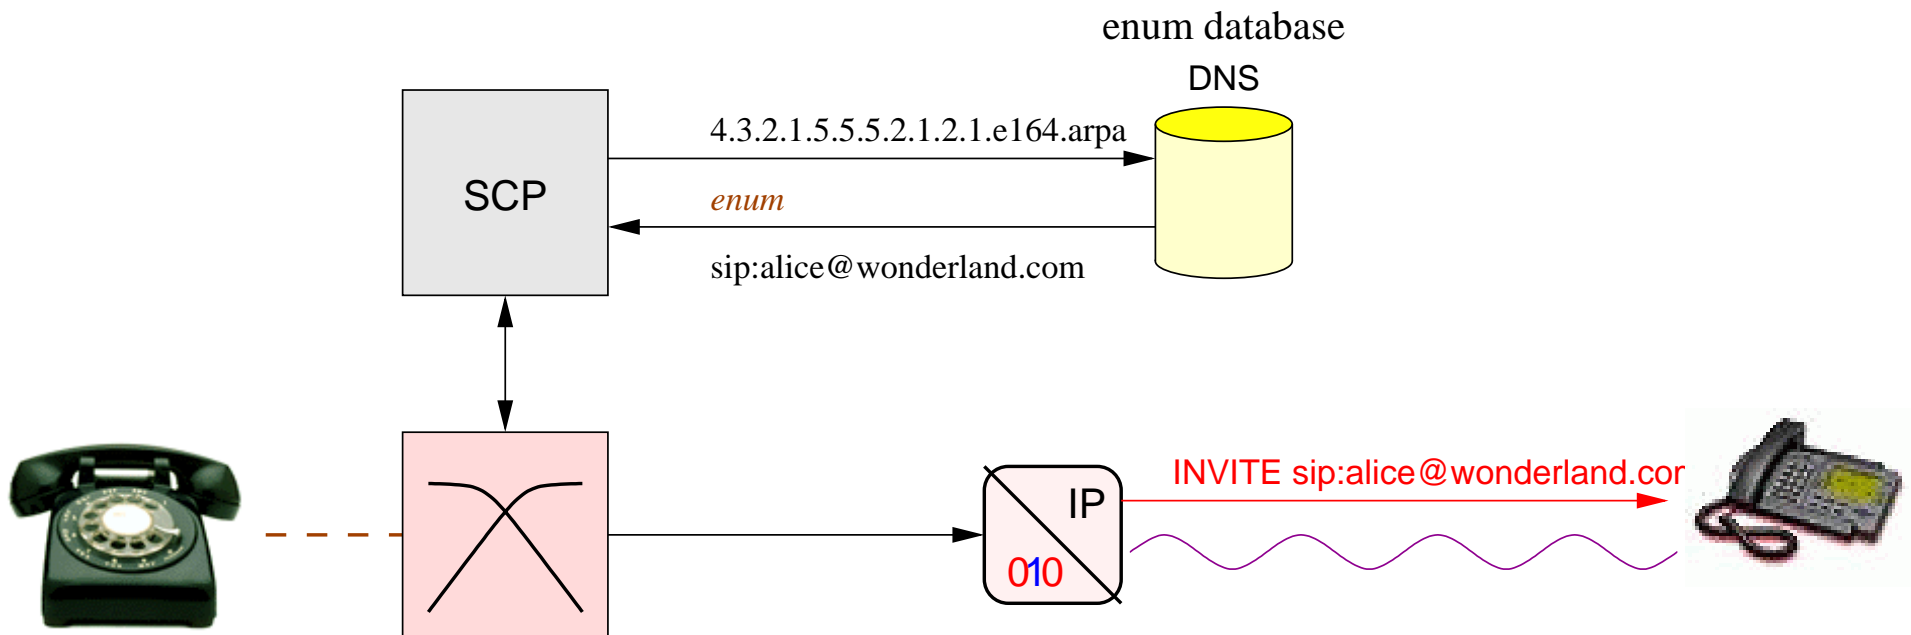 enum database
DNS
4.3.2.1.5.5.5.2.1.2.1.e164.arpa
SCP
enum
sip:alice@wonderland.com
INVITE sip:alice@wonderland.cor
IP
010